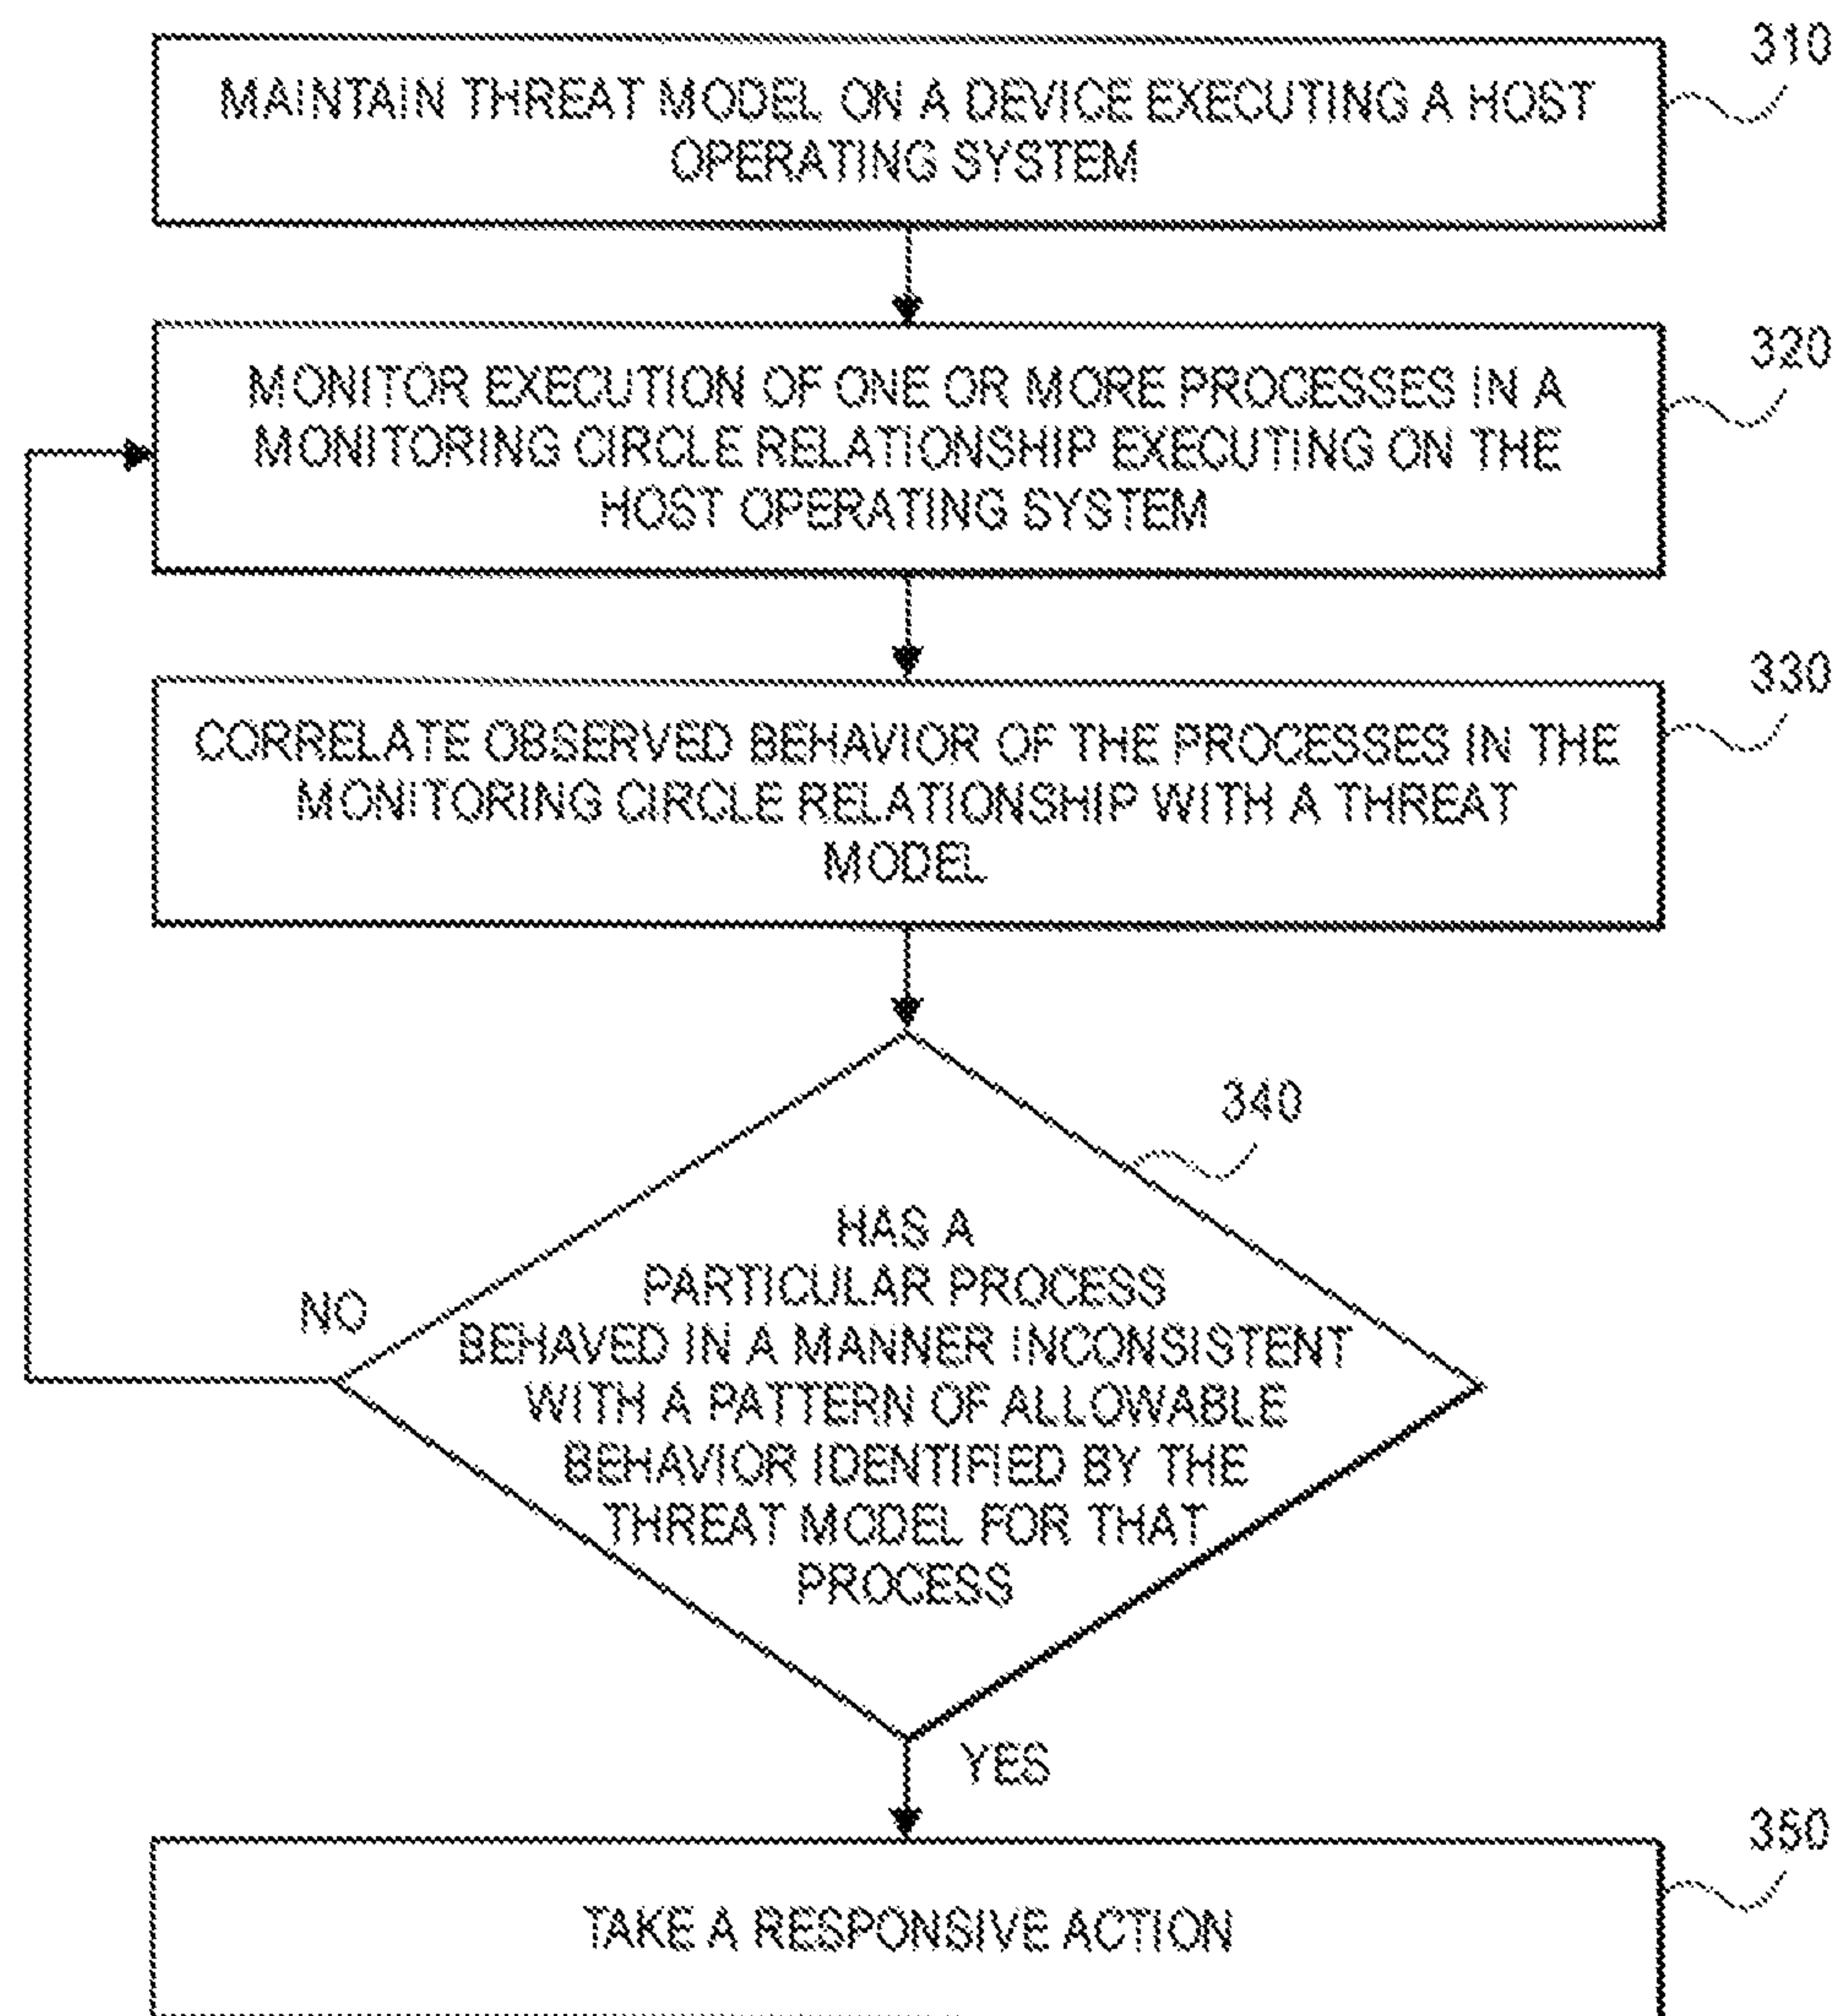 310
MAINTAIN THREAT MODEL ON A DEVICE EXECUTING A HOST
OPERATING SYSTEM
320
MONITOR EXECUTION OF ONE OR MORE PROCESSES IN A
MONITORING CIRCLE RELATIONSHIP EXECUTING ON THE
HOST OPERATING SYSTEM
330
CORRELATE OBSERVED BEHAVIOR OF THE PROCESSES IN THE
MONITORING CIRCLE RELATIONSHIP WITH A THREAT
MODEL
340
HAS A
PARTICULAR PROCESS
BEHAVED IN A MANNER INCONSISTENT
WITH A PATTERN OF ALLOWABLE
BEHAVIOR IDENTIFIED BY THE
THREAT MODEL FOR THAT
PROCESS
NO
YES
350
TAKE A RESPONSIVE ACTION